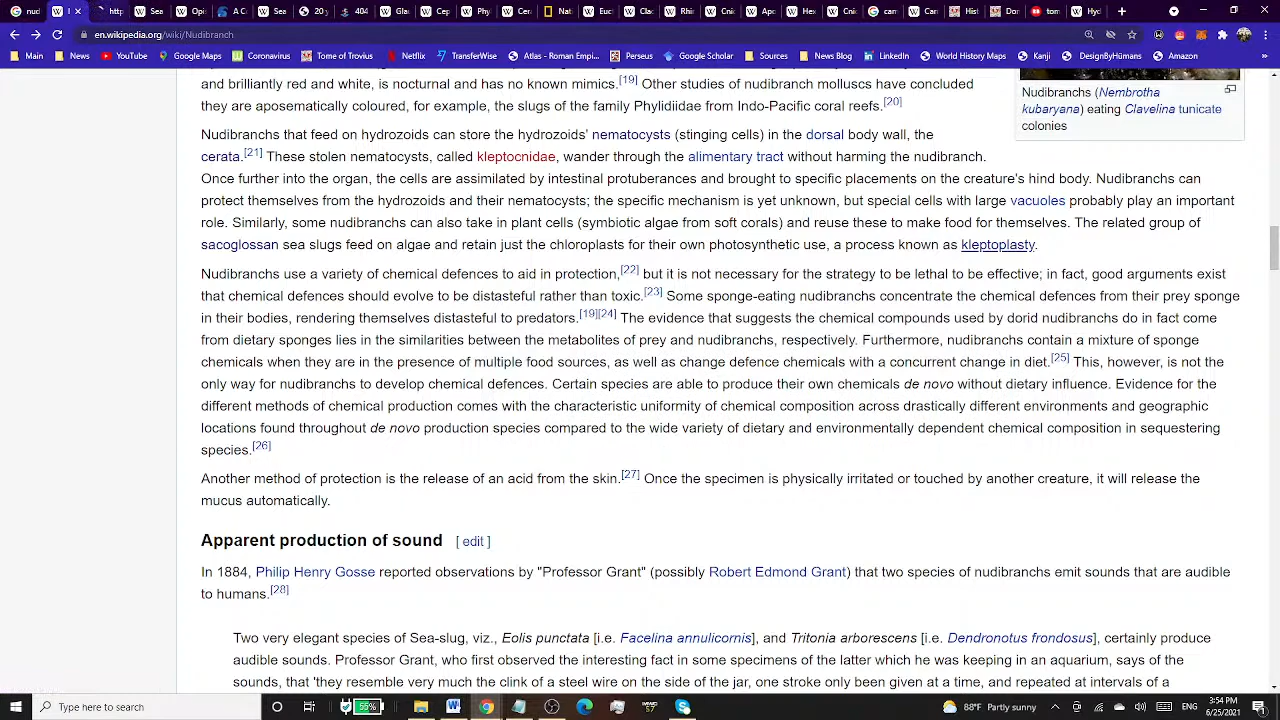 nud
http
Sea
Opi
A C
Sea
20
404
Gla
Cep
Phy
Cer
Nat
Euc
Cla
Rhi
Cni
Apo
Hex
Cni
cam
Can
Hist
Don
tom
Hyd
en.wikipedia.org/wiki/Nudibranch
Main News YouTube Google Maps Coronavirus Tome of Trovius Netflix TransferWise Atlas - Roman Empi... Perseus Google Scholar Sources News Blogs LinkedIn World History Maps Kanji DesignByHumans Amazon »
and brilliantly red and white, is nocturnal and has no known mimics.[19] Other studies of nudibranch molluscs have concluded
they are aposematically coloured, for example, the slugs of the family Phylidiidae from Indo-Pacific coral reefs.[20]
Nudibranchs (Nembrotha
kubaryana) eating Clavelina tunicate
colonies
Nudibranchs that feed on hydrozoids can store the hydrozoids' nematocysts (stinging cells) in the dorsal body wall, the
cerata.[21] These stolen nematocysts, called kleptocnidae, wander through the alimentary tract without harming the nudibranch.
Once further into the organ, the cells are assimilated by intestinal protuberances and brought to specific placements on the creature's hind body. Nudibranchs can
protect themselves from the hydrozoids and their nematocysts; the specific mechanism is yet unknown, but special cells with large vacuoles probably play an important
role. Similarly, some nudibranchs can also take in plant cells (symbiotic algae from soft corals) and reuse these to make food for themselves. The related group of
sacoglossan sea slugs feed on algae and retain just the chloroplasts for their own photosynthetic use, a process known as kleptoplasty.
Nudibranchs use a variety of chemical defences to aid in protection,[22] but it is not necessary for the strategy to be lethal to be effective; in fact, good arguments exist
that chemical defences should evolve to be distasteful rather than toxic.[23] Some sponge-eating nudibranchs concentrate the chemical defences from their prey sponge
in their bodies, rendering themselves distasteful to predators.[19][24] The evidence that suggests the chemical compounds used by dorid nudibranchs do in fact come
from dietary sponges lies in the similarities between the metabolites of prey and nudibranchs, respectively. Furthermore, nudibranchs contain a mixture of sponge
chemicals when they are in the presence of multiple food sources, as well as change defence chemicals with a concurrent change in diet.[25] This, however, is not the
only way for nudibranchs to develop chemical defences. Certain species are able to produce their own chemicals de novo without dietary influence. Evidence for the
different methods of chemical production comes with the characteristic uniformity of chemical composition across drastically different environments and geographic
locations found throughout de novo production species compared to the wide variety of dietary and environmentally dependent chemical composition in sequestering
species.[26]
Another method of protection is the release of an acid from the skin.[27] Once the specimen is physically irritated or touched by another creature, it will release the
mucus automatically.
Apparent production of sound [ edit ]
In 1884, Philip Henry Gosse reported observations by "Professor Grant" (possibly Robert Edmond Grant) that two species of nudibranchs emit sounds that are audible
to humans.[28]
Two very elegant species of Sea-slug, viz., Eolis punctata [i.e. Facelina annulicornis], and Tritonia arborescens [i.e. Dendronotus frondosus], certainly produce
audible sounds. Professor Grant, who first observed the interesting fact in some specimens of the latter which he was keeping in an aquarium, says of the
sounds, that 'they resemble very much the clink of a steel wire on the side of the jar, one stroke only been given at a time, and repeated at intervals of a
Type here to search
55%
88°F Partly sunny
3:54 PM
6/25/2021